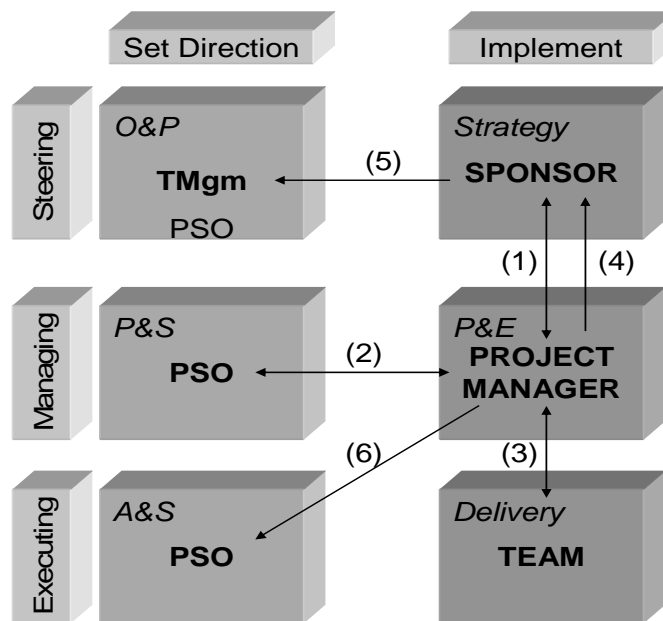 Set Direction
Implement
Steering
O&P
TMgm
PSO
(5)
Strategy
SPONSOR
(1)
(4)
Managing
P&S
PSO
(2)
P&E
PROJECT
MANAGER
(6)
(3)
Executing
A&S
PSO
Delivery
TEAM